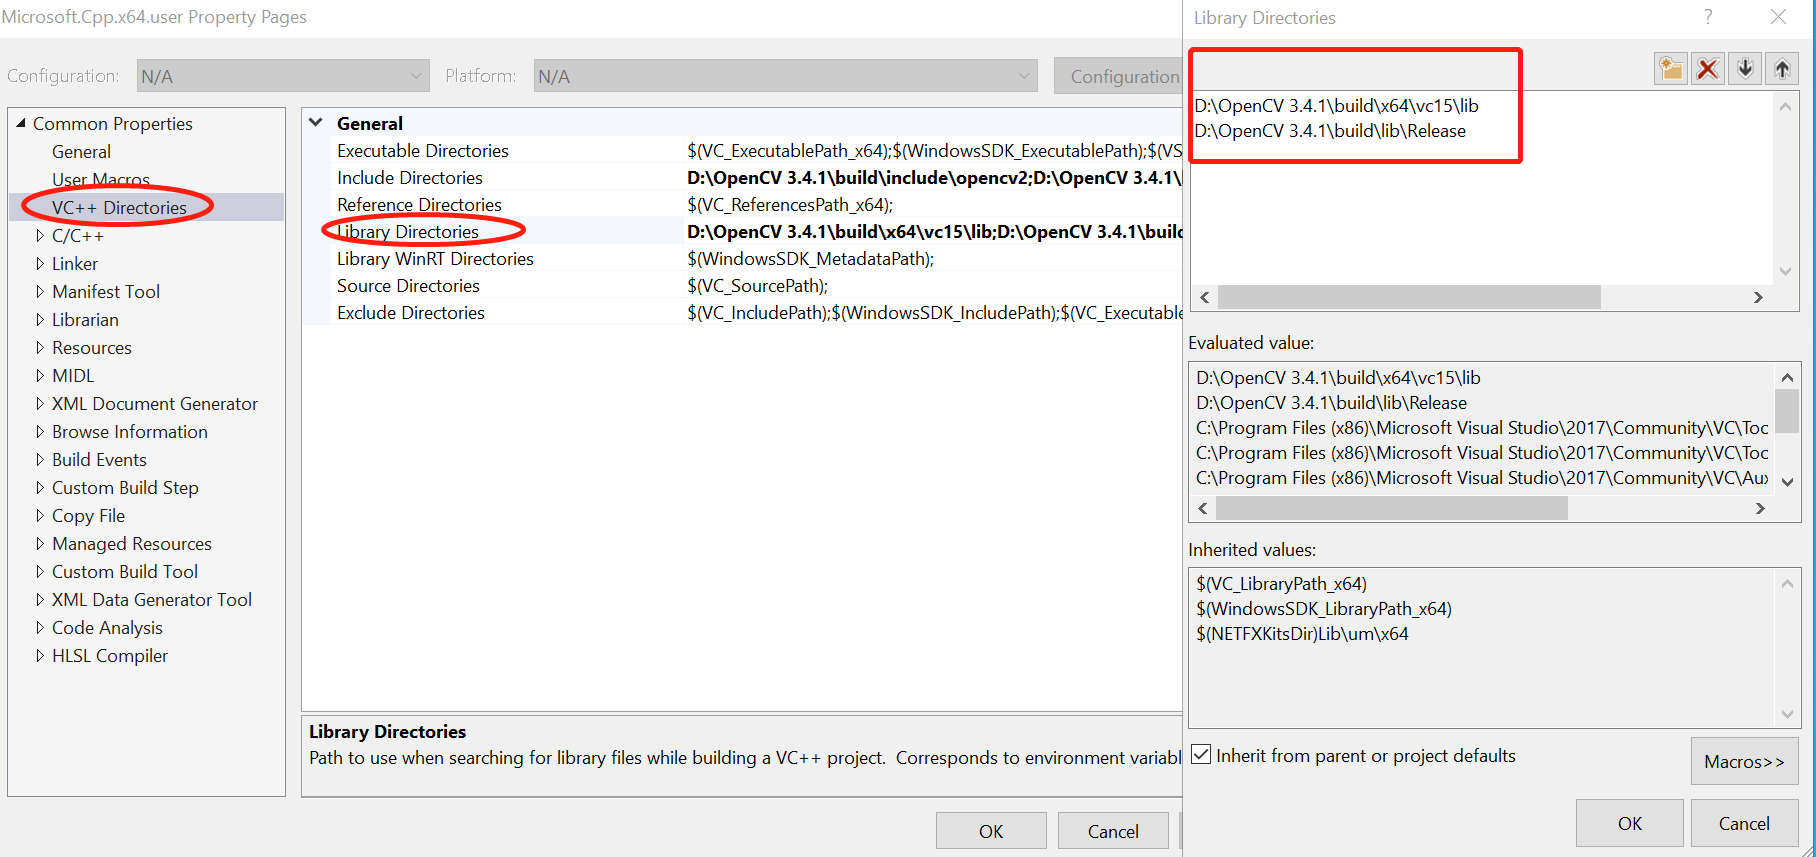 Microsoft.Cpp.x64.user Property Pages
Configuration: N/A Platform: N/A Configuration
Common Properties
General
User Macros
VC++ Directories
C/C++
Linker
Manifest Tool
Librarian
Resources
MIDL
XML Document Generator
Browse Information
Build Events
Custom Build Step
Copy File
Managed Resources
Custom Build Tool
XML Data Generator Tool
Code Analysis
HLSL Compiler
General
Executable Directories $(VC_ExecutablePath_x64);$(WindowsSDK_ExecutablePath);$(VS
Include Directories D:\OpenCV 3.4.1\build\include\opencv2;D:\OpenCV 3.4.1\
Reference Directories $(VC_ReferencesPath_x64);
Library Directories D:\OpenCV 3.4.1\build\x64\vc15\lib;D:\OpenCV 3.4.1\build
Library WinRT Directories $(WindowsSDK_MetadataPath);
Source Directories $(VC_SourcePath);
Exclude Directories $(VC_IncludePath);$(WindowsSDK_IncludePath);$(VC_Executable
Library Directories
Path to use when searching for library files while building a VC++ project. Corresponds to environment variabl
OK Cancel
Library Directories ?
D:\OpenCV 3.4.1\build\x64\vc15\lib
D:\OpenCV 3.4.1\build\lib\Release
Evaluated value:
D:\OpenCV 3.4.1\build\x64\vc15\lib
D:\OpenCV 3.4.1\build\lib\Release
C:\Program Files (x86)\Microsoft Visual Studio\2017\Community\VC\Toc
C:\Program Files (x86)\Microsoft Visual Studio\2017\Community\VC\Toc
C:\Program Files (x86)\Microsoft Visual Studio\2017\Community\VC\Aux
Inherited values:
$(VC_LibraryPath_x64)
$(WindowsSDK_LibraryPath_x64)
$(NETFXKitsDir)Lib\um\x64
Inherit from parent or project defaults
Macros>>
OK Cancel